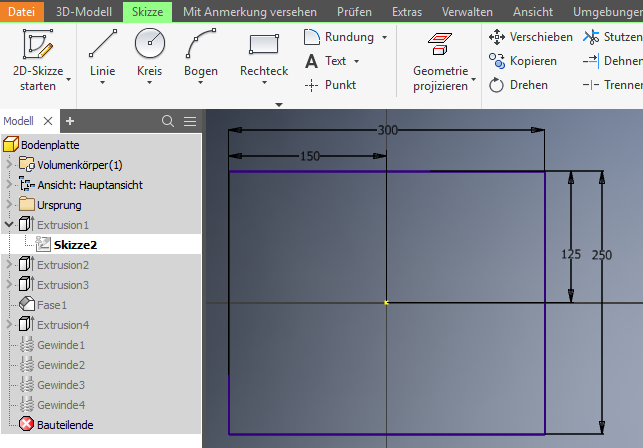 Datei 3D-Modell Skizze Mit Anmerkung versehen Prüfen Extras Verwalten Ansicht Umgebungen
2D-Skizze starten
Linie
Kreis
Bogen
Rechteck
Rundung
Text
Punkt
Geometrie projizieren
Verschieben
Kopieren
Drehen
Stutzen
Dehnen
Trennen
Modell
Bodenplatte
Volumenkörper(1)
Ansicht: Hauptansicht
Ursprung
Extrusion1
Skizze2
Extrusion2
Extrusion3
Fase1
Extrusion4
Gewinde1
Gewinde2
Gewinde3
Gewinde4
Bauteilende
300
150
125
250